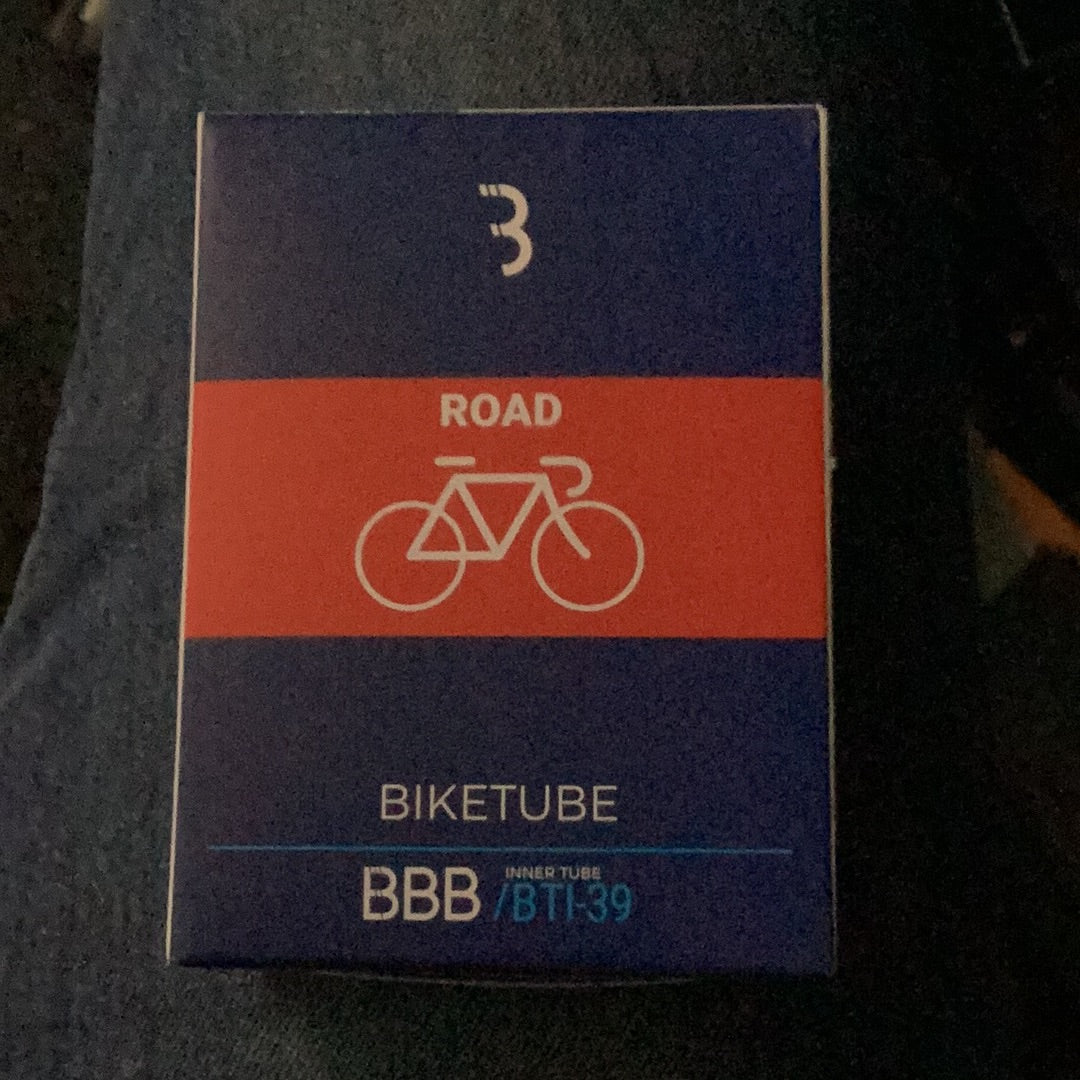 B
ROAD
BIKETUBE
INNER TUBE
BBB /BTI-39